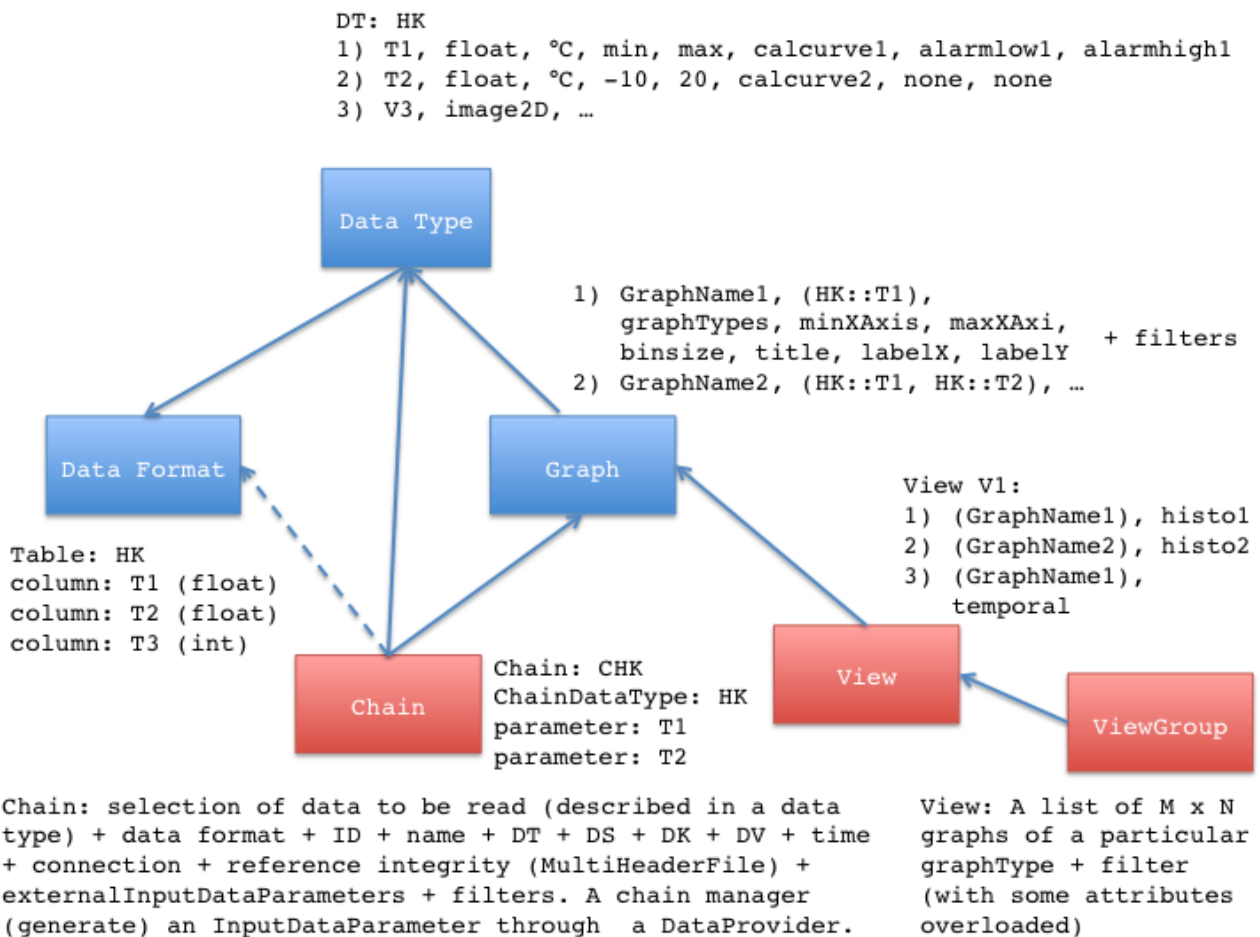 DT: HK
1) T1, float, °C, min, max, calcurve1, alarmlow1, alarmhigh1
2) T2, float, °C, -10, 20, calcurve2, none, none
3) V3, image2D, …
Data Type
1) GraphName1, (HK::T1),
graphTypes, minXAxis, maxXAxi,
binsize, title, labelX, labelY
+ filters
2) GraphName2, (HK::T1, HK::T2), …
Data Format
Graph
View V1:
1) (GraphName1), histo1
2) (GraphName2), histo2
3) (GraphName1),
temporal
Table: HK
column: T1 (float)
column: T2 (float)
column: T3 (int)
Chain
Chain: CHK
ChainDataType: HK
parameter: T1
parameter: T2
View
ViewGroup
Chain: selection of data to be read (described in a data
type) + data format + ID + name + DT + DS + DK + DV + time
+ connection + reference integrity (MultiHeaderFile) +
externalInputDataParameters + filters. A chain manager
(generate) an InputDataParameter through a DataProvider.
View: A list of M x N
graphs of a particular
graphType + filter
(with some attributes
overloaded)